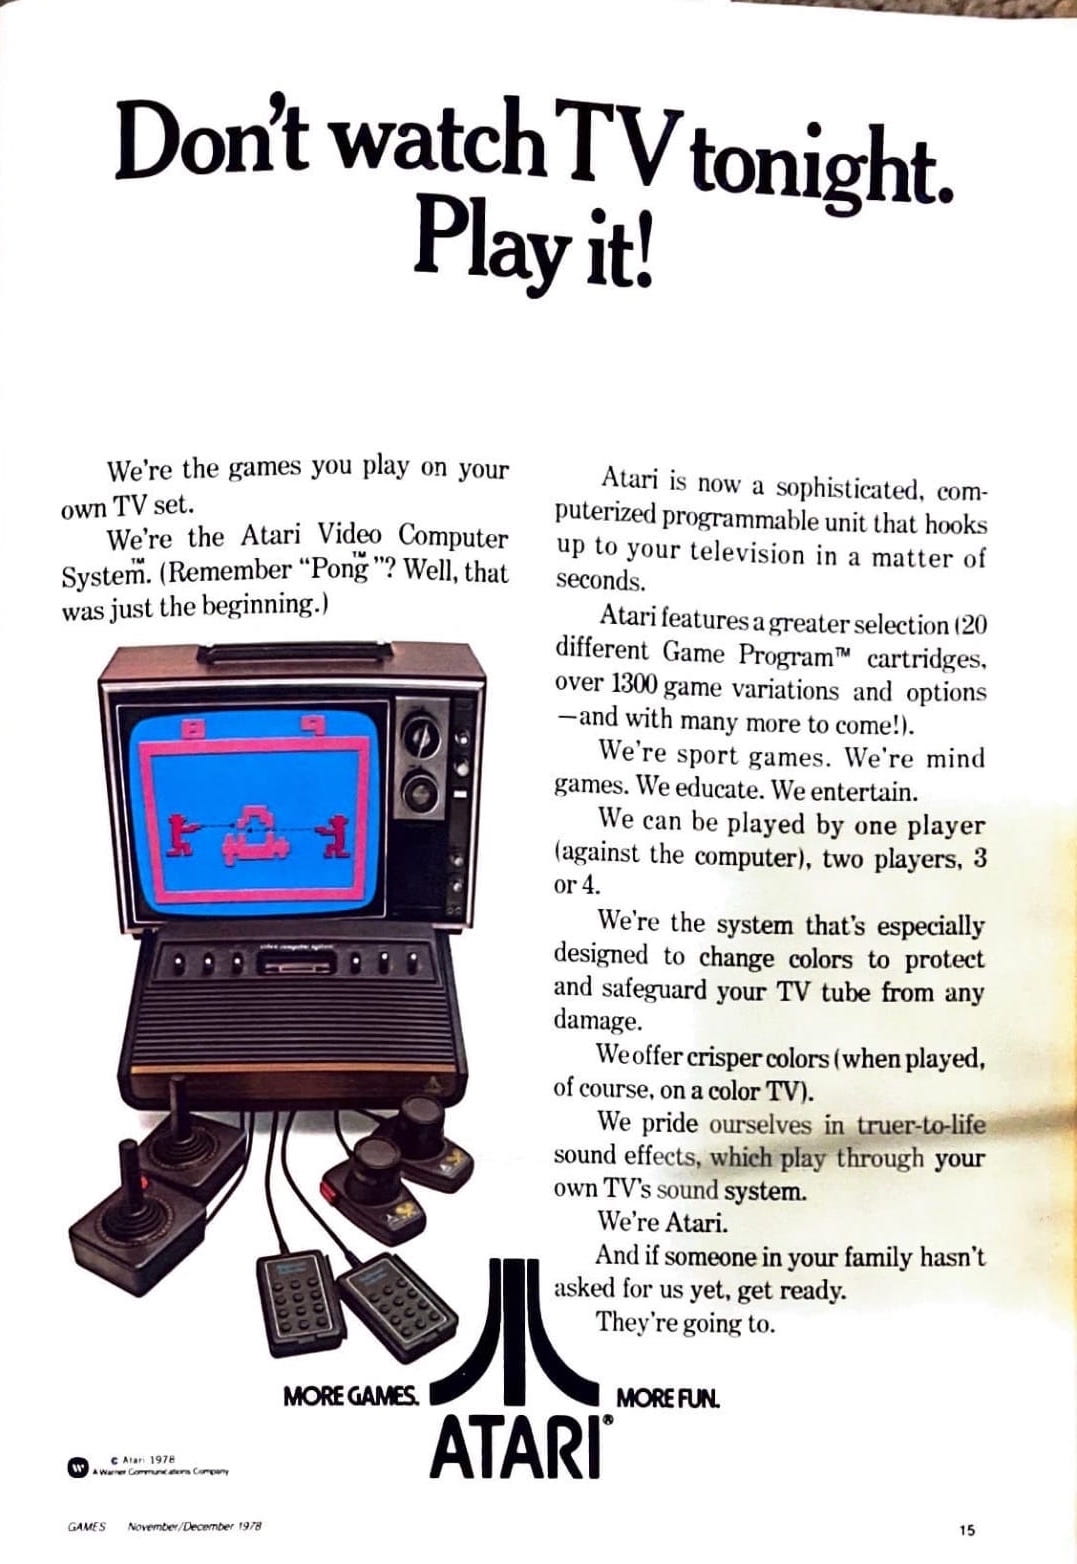 Don't watch TV tonight.
Play it!
We're the games you play on your
own TV set.
We're the Atari Video Computer
System™. (Remember “Pong™”? Well, that
was just the beginning.)
8 9
video computer system
Atari is now a sophisticated, com-
puterized programmable unit that hooks
up to your television in a matter of
seconds.
Atari features a greater selection (20
different Game Program™ cartridges,
over 1300 game variations and options
—and with many more to come!).
We're sport games. We're mind
games. We educate. We entertain.
We can be played by one player
(against the computer), two players, 3
or 4.
We're the system that's especially
designed to change colors to protect
and safeguard your TV tube from any
damage.
We offer crisper colors (when played,
of course, on a color TV).
We pride ourselves in truer-to-life
sound effects, which play through your
own TV's sound system.
We're Atari.
And if someone in your family hasn't
asked for us yet, get ready.
They're going to.
MORE GAMES. MORE FUN.
ATARI®
© Atari 1978
A Warner Communications Company
GAMES November/December 1978 15